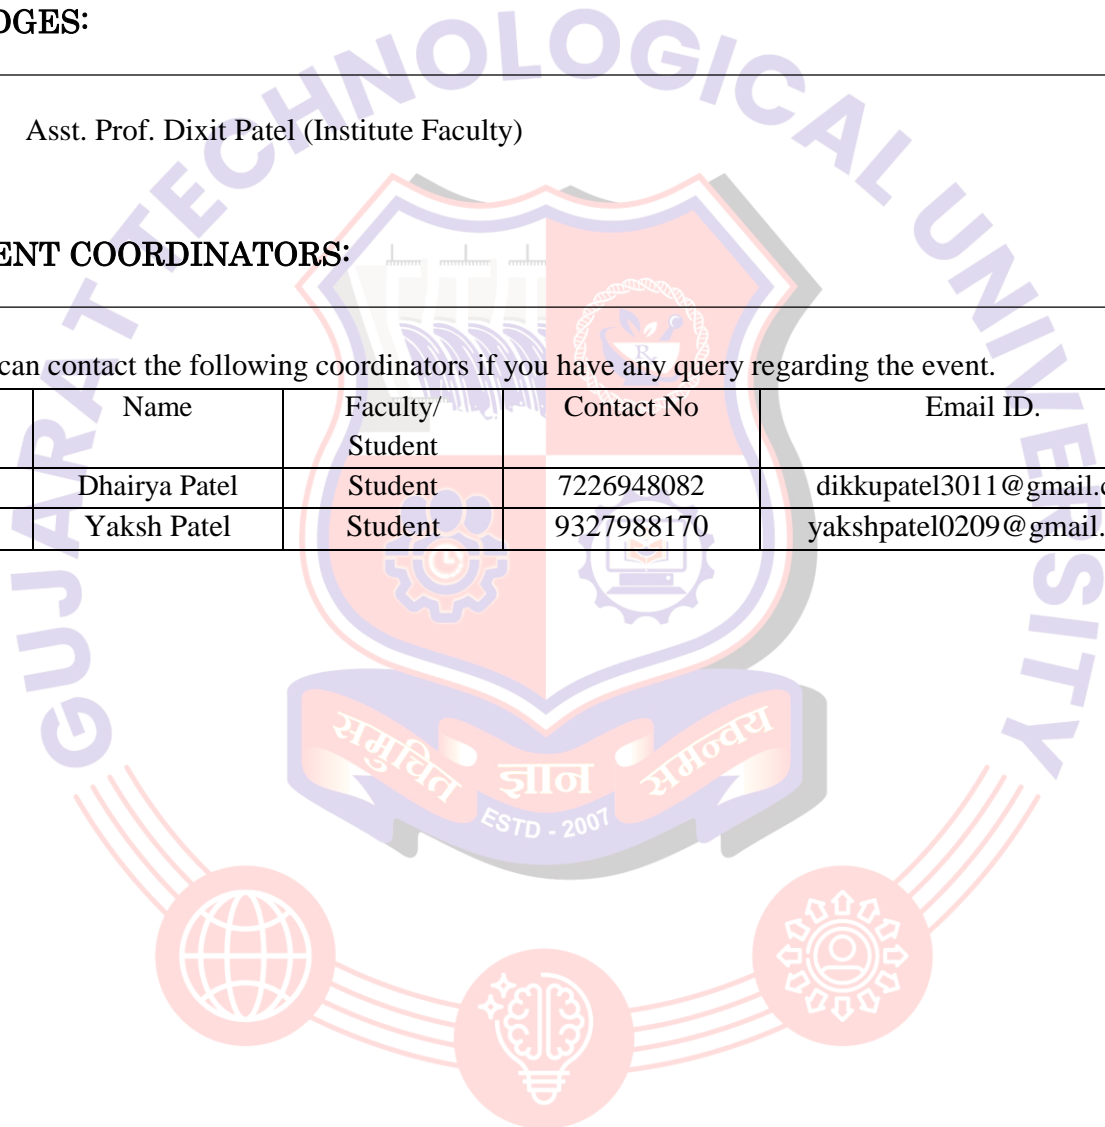 DGES:
Asst. Prof. Dixit Patel (Institute Faculty)
ENT COORDINATORS:
can contact the following coordinators if you have any query regarding the event.
Name Faculty/ Contact No Email ID.
Student
Dhairya Patel Student 7226948082 dikkupatel3011@gmail.c
Yaksh Patel Student 9327988170 yakshpatel0209@gmail.
GUJARAT TECHNOLOGICAL UNIVERSITY
Rx
समुचित ज्ञान समन्वय
ESTD - 2007